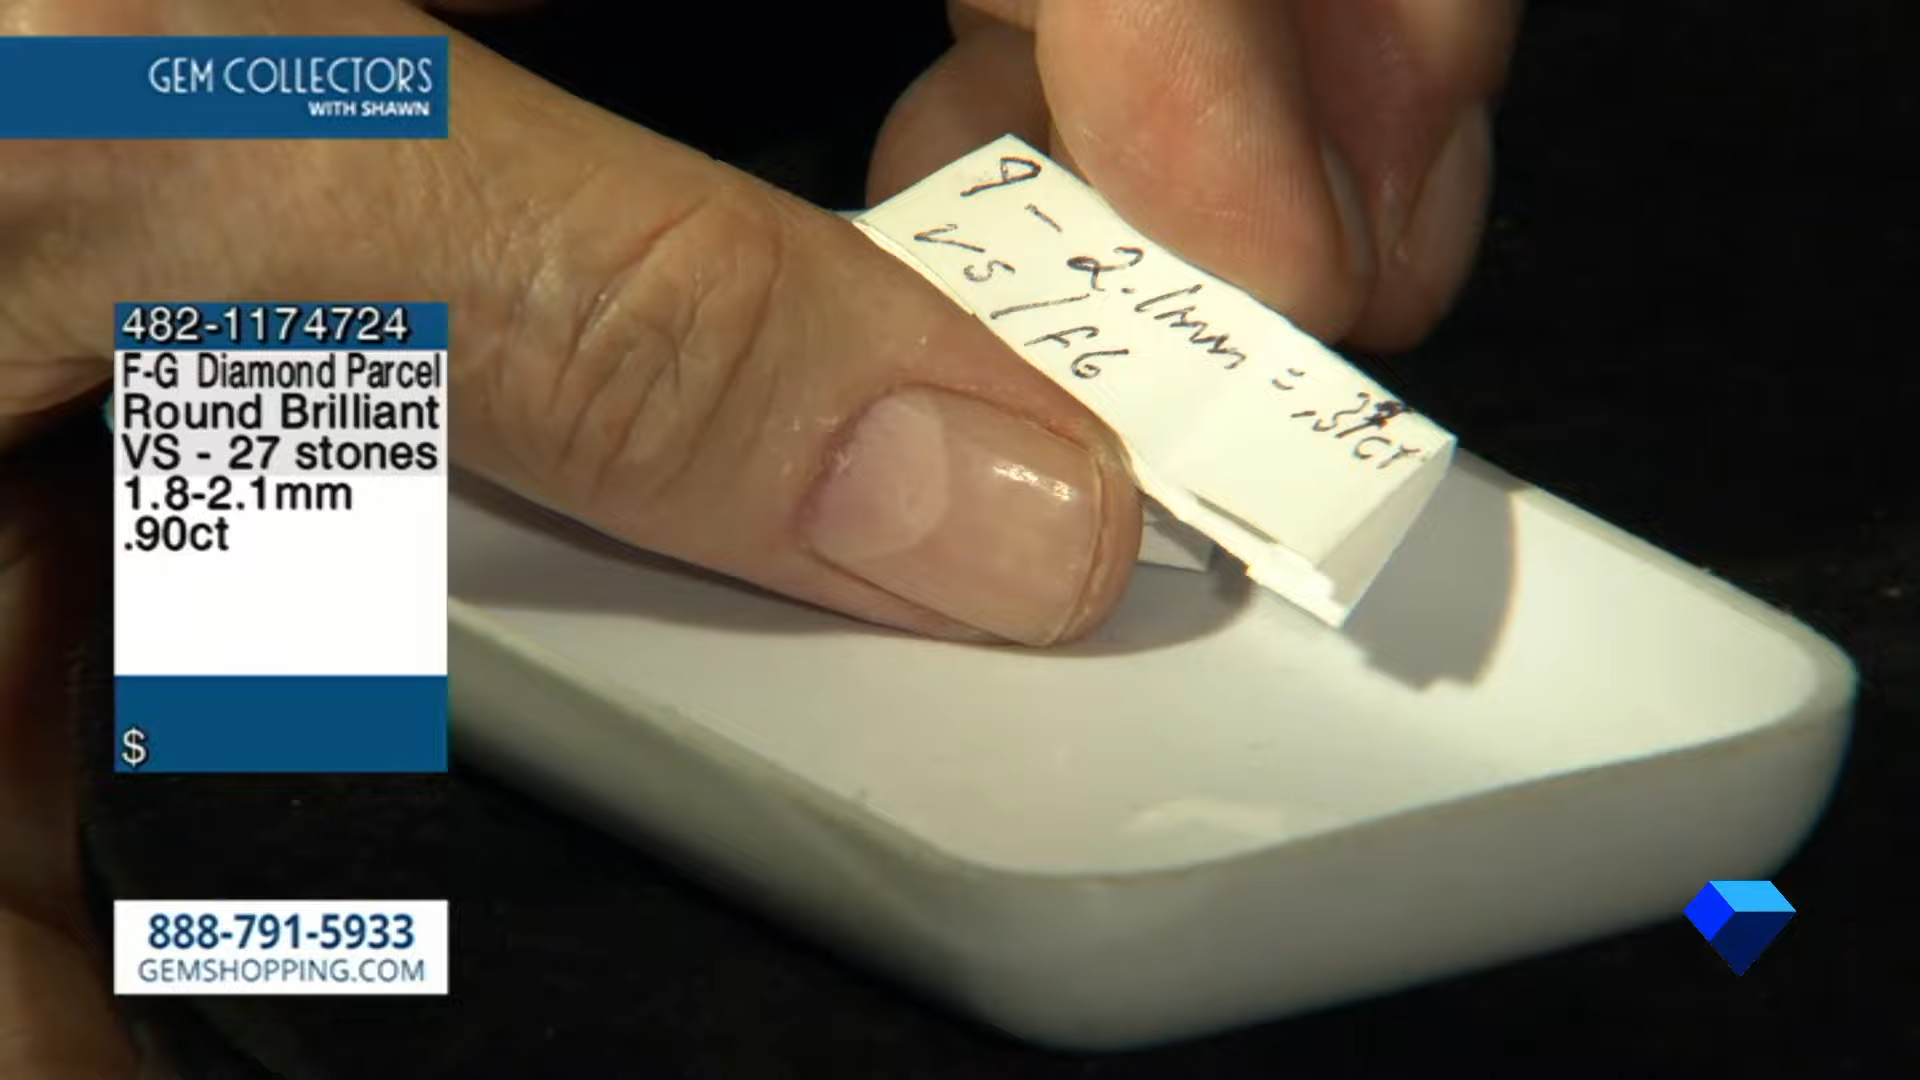 GEM COLLECTORS
WITH SHAWN
482-1174724
F-G Diamond Parcel
Round Brilliant
VS - 27 stones
1.8-2.1mm
.90ct
$
888-791-5933
GEMSHOPPING.COM
9 - 2.1mm =
VS/FG